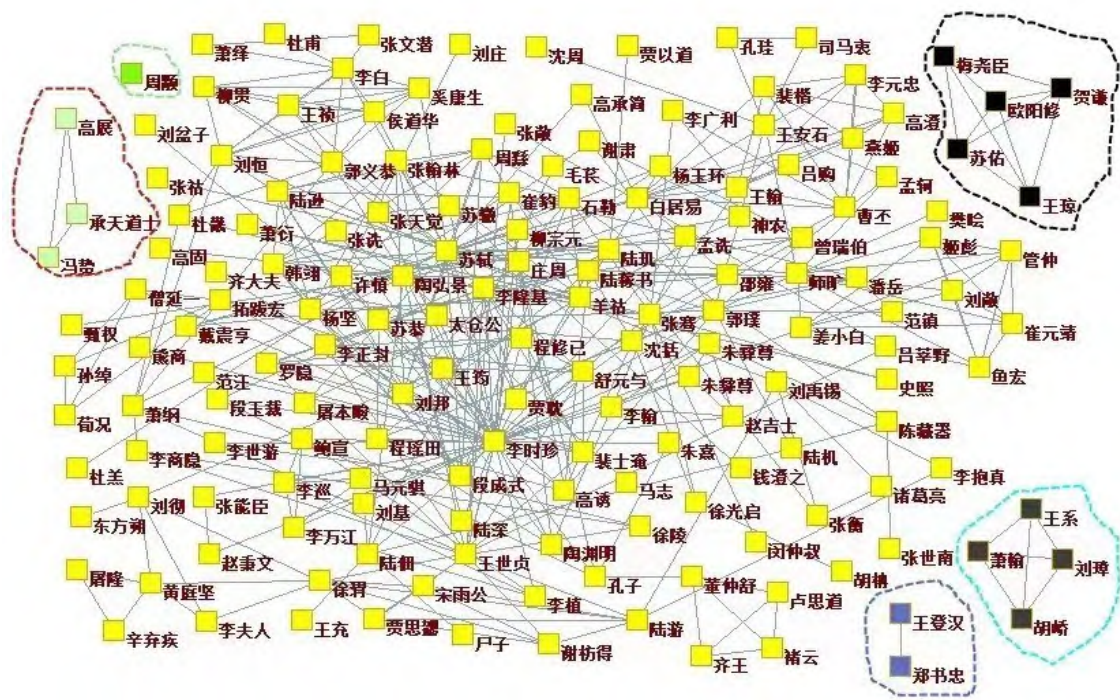 萧绎
杜甫
张文潜
刘庄
沈周
贾以道
孔珪
司马衷
周颙
李白
柳贯
奚康生
王祯
侯道华
高承简
裴楷
李元忠
梅尧臣
贺谦
欧阳修
高展
刘盆子
张敞
李广利
王安石
高澄
燕姬
苏佑
谢肃
刘恒
郭义恭
张翰林
周彝
毛苌
杨玉环
吕购
张祜
陆逊
崔豹
石勒
白居易
王翰
孟轲
王琼
承天道士
杜牧
萧衍
张诜
张天觉
苏徽
柳宗元
神农
曹丕
樊哙
高固
苏轼
陆玑
孟诜
曾瑞伯
姬彪
管仲
冯贽
齐大夫
韩翊
许慎
陶弘景
庄周
陆稼书
邵雍
师旷
潘岳
僧延一
拓跋宏
杨坚
李隆基
羊祜
刘敞
甄权
戴震亨
苏恭
太仓公
张骞
郭璞
姜小白
范镇
崔元靖
熊商
李正封
程修己
沈括
朱彝尊
吕莘野
孙绰
范汪
罗隐
王筠
舒元与
朱彝尊
刘禹锡
史照
鱼宏
荀况
萧纲
段玉裁
屠本畯
刘邦
贾耽
李翰
赵吉士
陈藏器
李商隐
李世游
鲍宣
程瑶田
李时珍
裴士淹
朱熹
陆机
杜羔
李巡
马元骐
段成式
高诱
马志
钱澄之
李抱真
诸葛亮
东方朔
刘彻
张能臣
刘基
徐光启
张衡
王系
李万江
陆深
徐陵
赵秉文
陆佃
王世贞
陶渊明
闵仲叔
张世南
萧翰
刘璋
屠隆
黄庭坚
徐渭
宋雨公
孔子
董仲舒
胡椅
李植
卢思道
辛弃疾
李夫人
王充
贾思勰
尸子
谢枋得
陆游
齐王
褚云
王登汉
胡峤
郑书忠